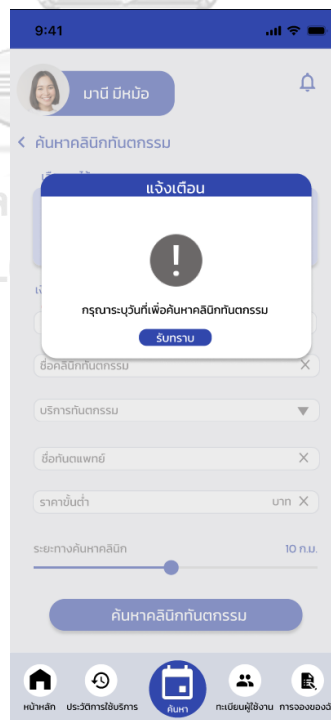 9:41
มานี มีหม้อ
ค้นหาคลินิกทันตกรรม
แจ้งเตือน
กรุณาระบุวันที่เพื่อค้นหาคลินิกทันตกรรม
รับทราบ
ชื่อคลินิกทันตกรรม
บริการทันตกรรม
ชื่อทันตแพทย์
ราคาขั้นต่ำ บาท
ระยะทางค้นหาคลินิก 10 ก.ม.
ค้นหาคลินิกทันตกรรม
หน้าหลัก ประวัติการใช้บริการ ค้นหา ทะเบียนผู้ใช้งาน การจองของฉ